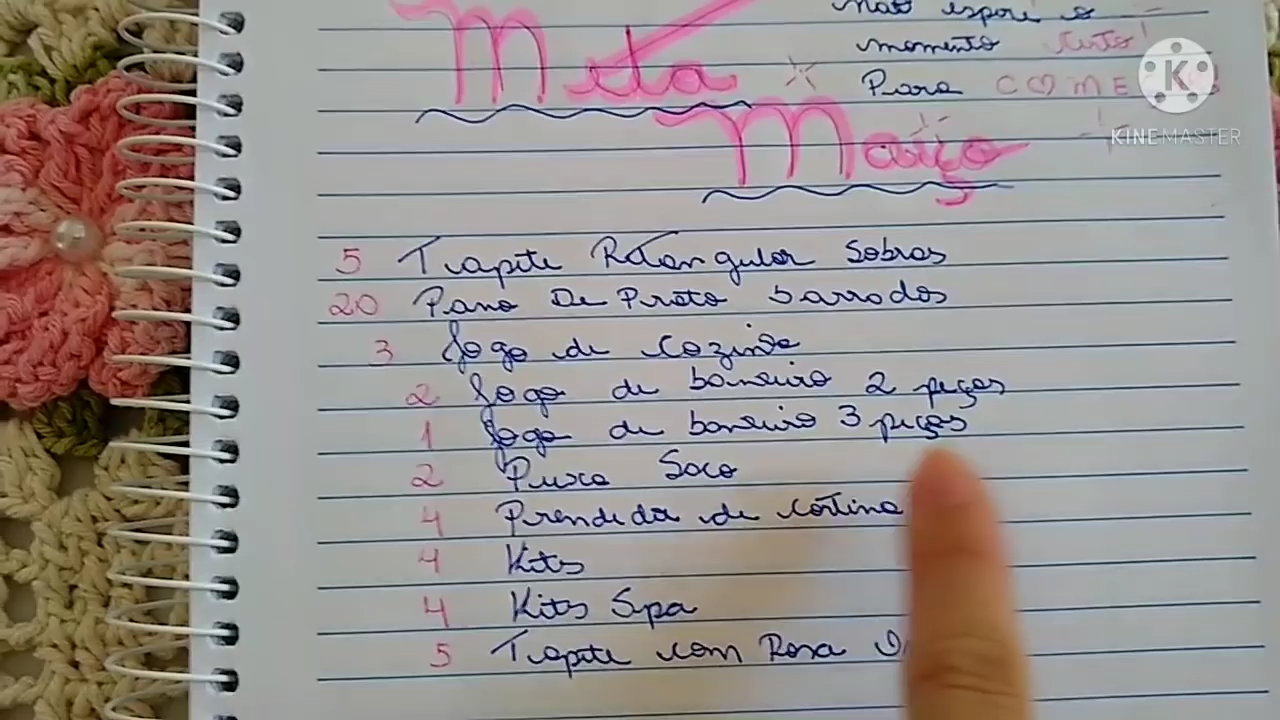 Não espere o
momento
Para
Meta
Março
KINEMASTER
5 Tapete Retangular Sobras
20 Pano De Prato barrados
3 Jogo de Cozinha
2 Jogo de banheiro 2 peças
1 Jogo de banheiro 3 peças
2 Puxa Saco
4 Prendedor de Cortina
4 Kits
4 Kits Spa
5 Tapete com Rosa